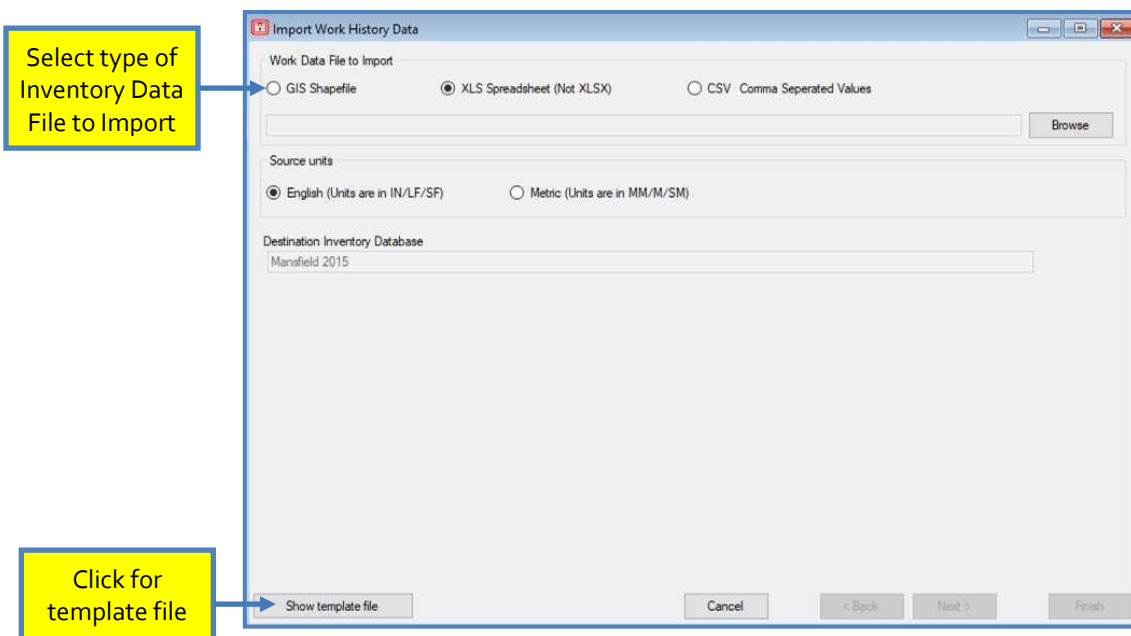 Import Work History Data
Select type of
Inventory Data
File to Import
Work Data File to Import
GIS Shapefile
XLS Spreadsheet (Not XLSX)
CSV Comma Seperated Values
Browse
Source units
English (Units are in IN/LF/SF)
Metric (Units are in MM/M/SM)
Destination Inventory Database
Mansfield 2015
Click for
template file
Show template file
Cancel
< Back
Next >
Finish